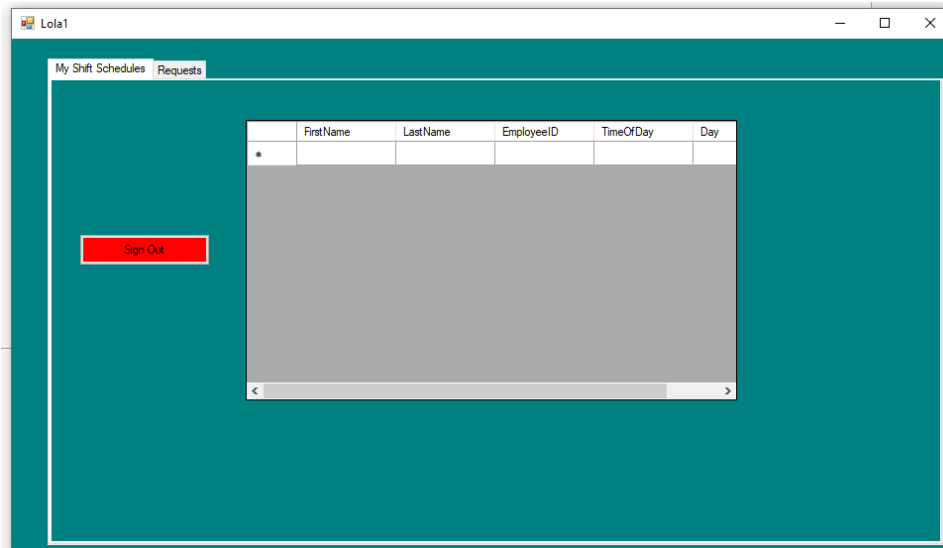 Lola1
My Shift Schedules Requests
FirstName LastName EmployeeID TimeOfDay Day
Sign Out